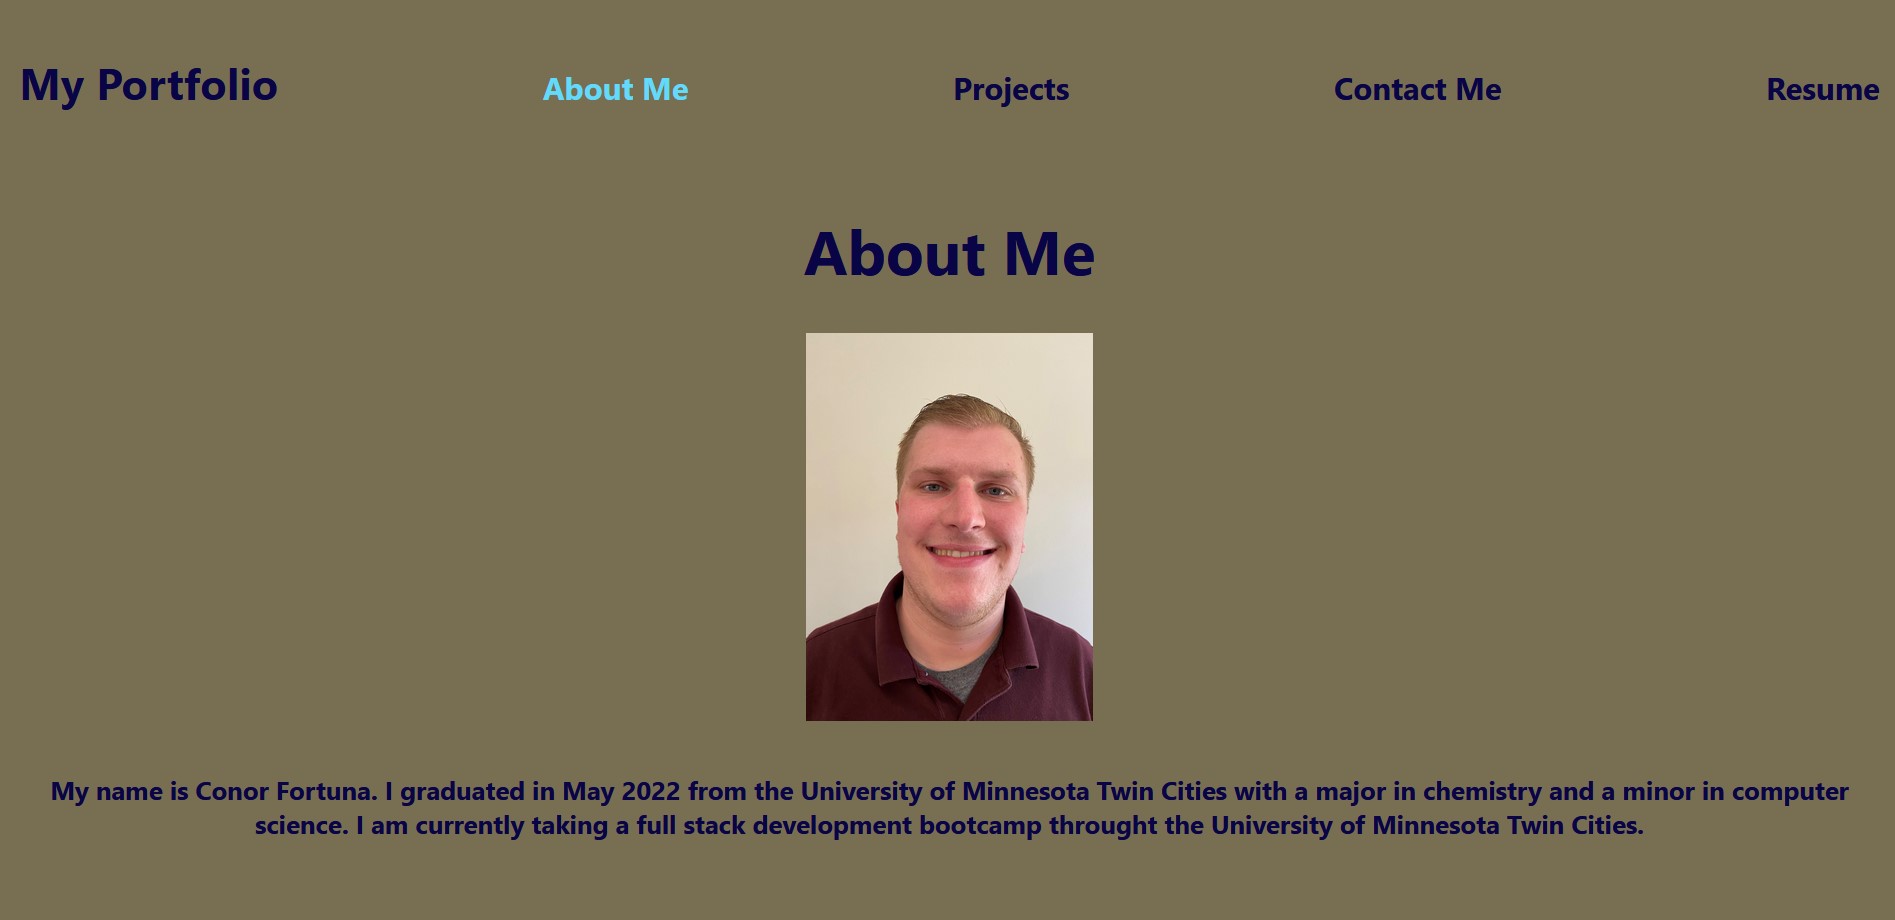 My Portfolio
About Me
Projects
Contact Me
Resume
About Me
My name is Conor Fortuna. I graduated in May 2022 from the University of Minnesota Twin Cities with a major in chemistry and a minor in computer
science. I am currently taking a full stack development bootcamp throught the University of Minnesota Twin Cities.